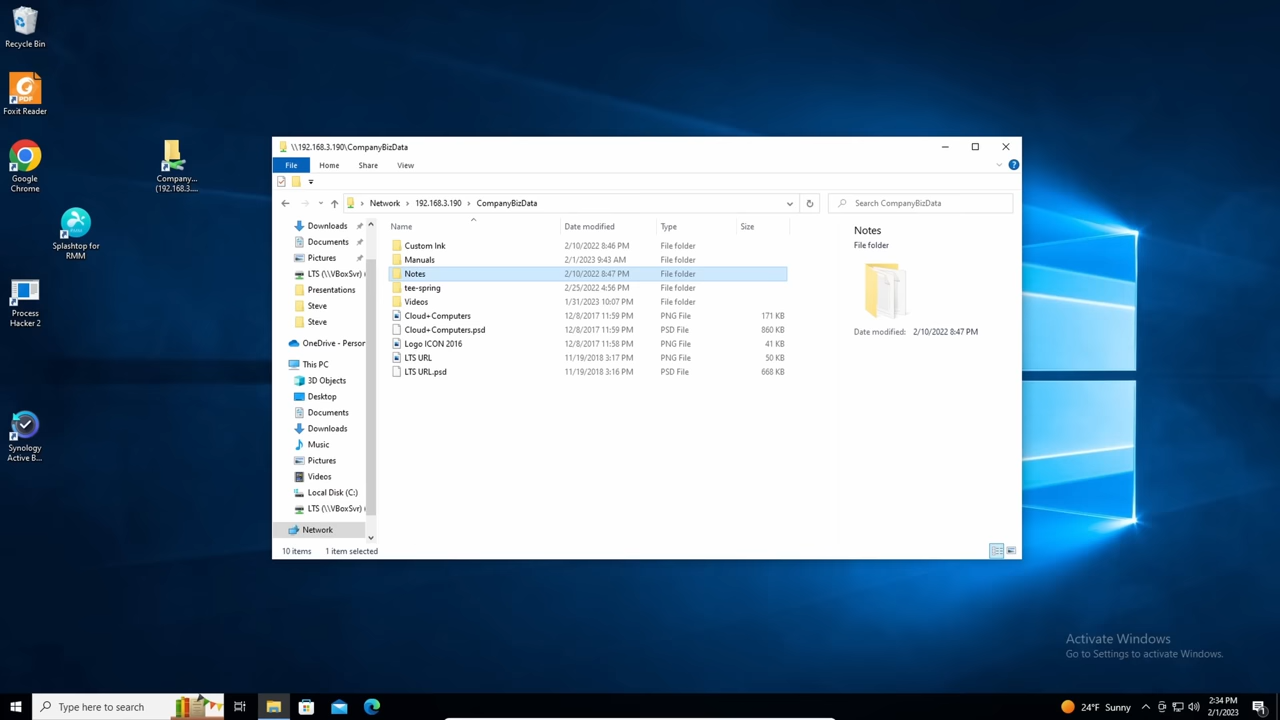 Recycle Bin
Foxit Reader
Google
Chrome
Company...
(192.168.3....
Splashtop for
RMM
Process
Hacker 2
Synology
Active B...
\\192.168.3.190\CompanyBizData
File Home Share View
Network > 192.168.3.190 > CompanyBizData
Search CompanyBizData
Downloads
Documents
Pictures
LTS (\\VBoxSvr) (
Presentations
Steve
Steve
OneDrive - Person
This PC
3D Objects
Desktop
Documents
Downloads
Music
Pictures
Videos
Local Disk (C:)
LTS (\\VBoxSvr) (
Network
Name Date modified Type Size
Custom Ink 2/10/2022 8:46 PM File folder
Manuals 2/1/2023 9:43 AM File folder
Notes 2/10/2022 8:47 PM File folder
tee-spring 2/25/2022 4:56 PM File folder
Videos 1/31/2023 10:07 PM File folder
Cloud+Computers 12/8/2017 11:59 PM PNG File 171 KB
Cloud+Computers.psd 12/8/2017 11:59 PM PSD File 860 KB
Logo ICON 2016 12/8/2017 11:58 PM PNG File 41 KB
LTS URL 11/19/2018 3:17 PM PNG File 50 KB
LTS URL.psd 11/19/2018 3:16 PM PSD File 668 KB
Notes
File folder
Date modified: 2/10/2022 8:47 PM
10 items 1 item selected
Activate Windows
Go to Settings to activate Windows.
Type here to search
24°F Sunny
2:34 PM
2/1/2023
1